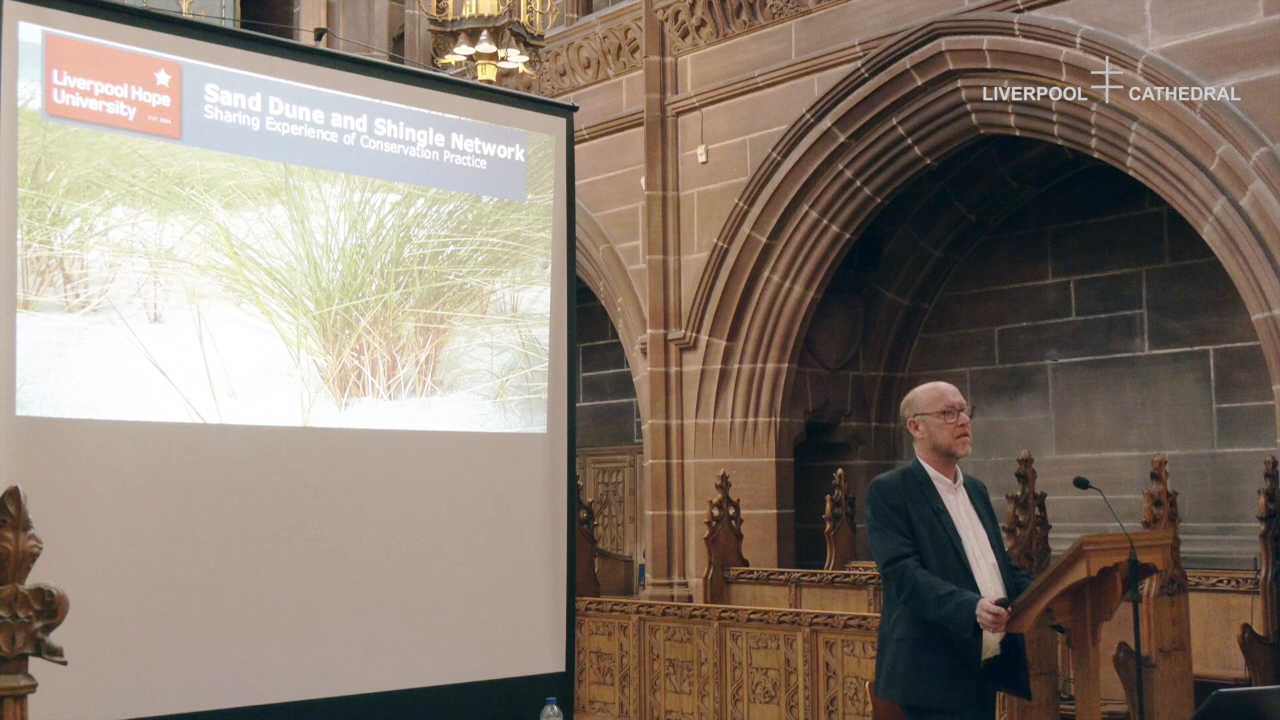 Liverpool Hope
University
EST 1844
Sand Dune and Shingle Network
Sharing Experience of Conservation Practice
LIVERPOOL CATHEDRAL